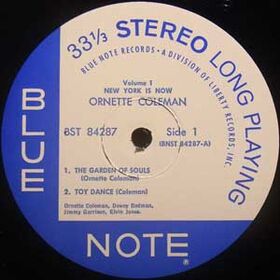 33 1/3 STEREO LONG PLAYING
BLUE NOTE RECORDS • A DIVISION OF LIBERTY RECORDS, INC.
Volume 1
NEW YORK IS NOW
ORNETTE COLEMAN
BST 84287
Side 1
(BNST 84287-A)
1. THE GARDEN OF SOULS
(Ornette Coleman)
2. TOY DANCE (Coleman)
Ornette Coleman, Dewey Redman,
Jimmy Garrison, Elvin Jones.
BLUE
NOTE ®